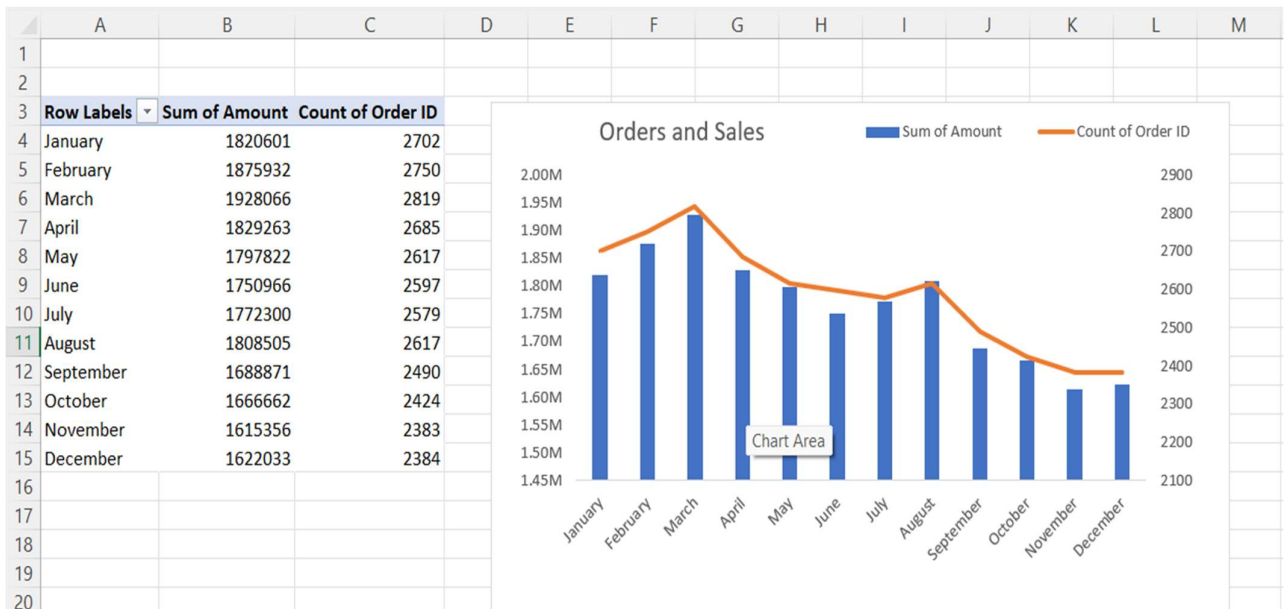 A B C D E F G H I J K L M
1
2
3 Row Labels Sum of Amount Count of Order ID
4 January 1820601 2702
5 February 1875932 2750
6 March 1928066 2819
7 April 1829263 2685
8 May 1797822 2617
9 June 1750966 2597
10 July 1772300 2579
11 August 1808505 2617
12 September 1688871 2490
13 October 1666662 2424
14 November 1615356 2383
15 December 1622033 2384
16
17
18
19
20
Orders and Sales
Sum of Amount Count of Order ID
2.00M 2900
1.95M
1.90M 2800
1.85M 2700
1.80M 2600
1.75M
1.70M 2500
1.65M 2400
1.60M
1.55M 2300
1.50M 2200
1.45M 2100
Chart Area
January February March April May June July August September October November December